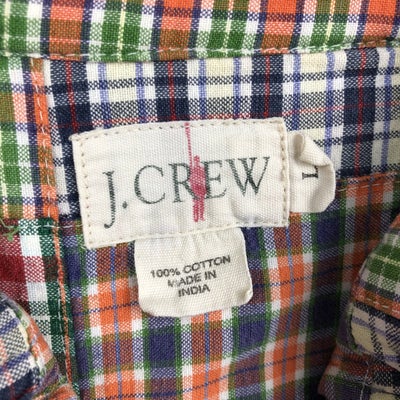 J.CREW
L
100% COTTON
MADE IN
INDIA